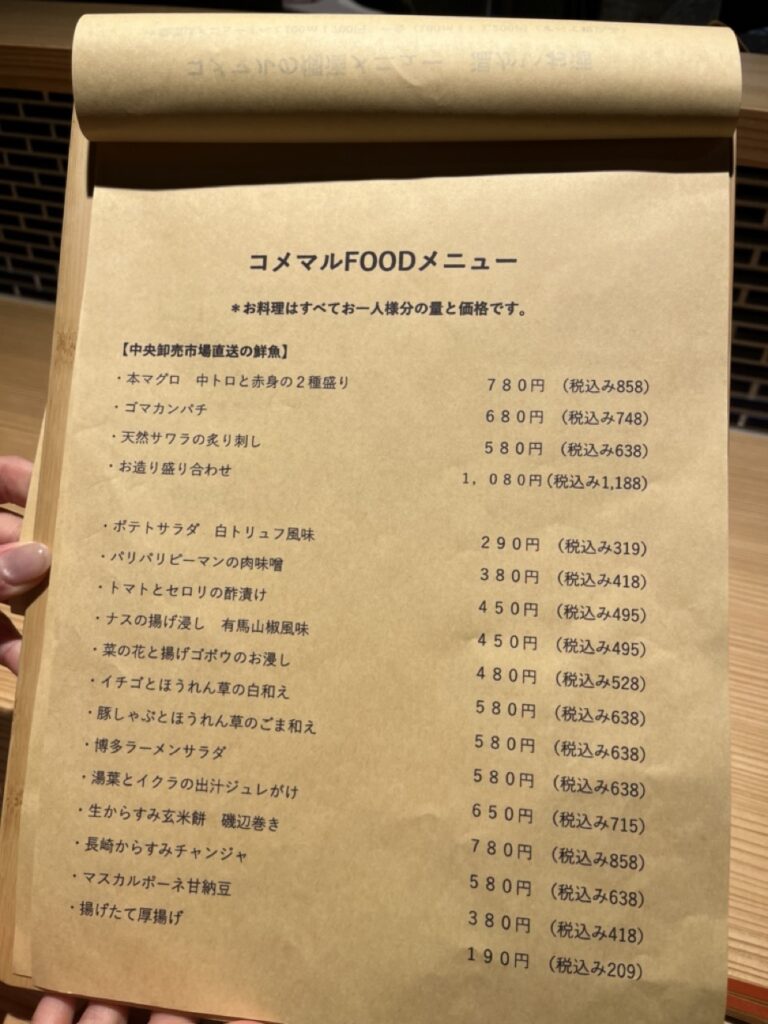 コメマルFOODメニュー
＊お料理はすべてお一人様分の量と価格です。
【中央卸売市場直送の鮮魚】
・本マグロ　中トロと赤身の２種盛り　７８０円　（税込み858）
・ゴマカンパチ　６８０円　（税込み748）
・天然サワラの炙り刺し　５８０円　（税込み638）
・お造り盛り合わせ　１，０８０円（税込み1,188）
・ポテトサラダ　白トリュフ風味　２９０円　（税込み319）
・パリパリピーマンの肉味噌　３８０円　（税込み418）
・トマトとセロリの酢漬け　４５０円　（税込み495）
・ナスの揚げ浸し　有馬山椒風味　４５０円　（税込み495）
・菜の花と揚げゴボウのお浸し　４８０円　（税込み528）
・イチゴとほうれん草の白和え　５８０円　（税込み638）
・豚しゃぶとほうれん草のごま和え　５８０円　（税込み638）
・博多ラーメンサラダ　５８０円　（税込み638）
・湯葉とイクラの出汁ジュレがけ　６５０円　（税込み715）
・生からすみ玄米餅　磯辺巻き　７８０円　（税込み858）
・長崎からすみチャンジャ　５８０円　（税込み638）
・マスカルポーネ甘納豆　３８０円　（税込み418）
・揚げたて厚揚げ　１９０円　（税込み209）